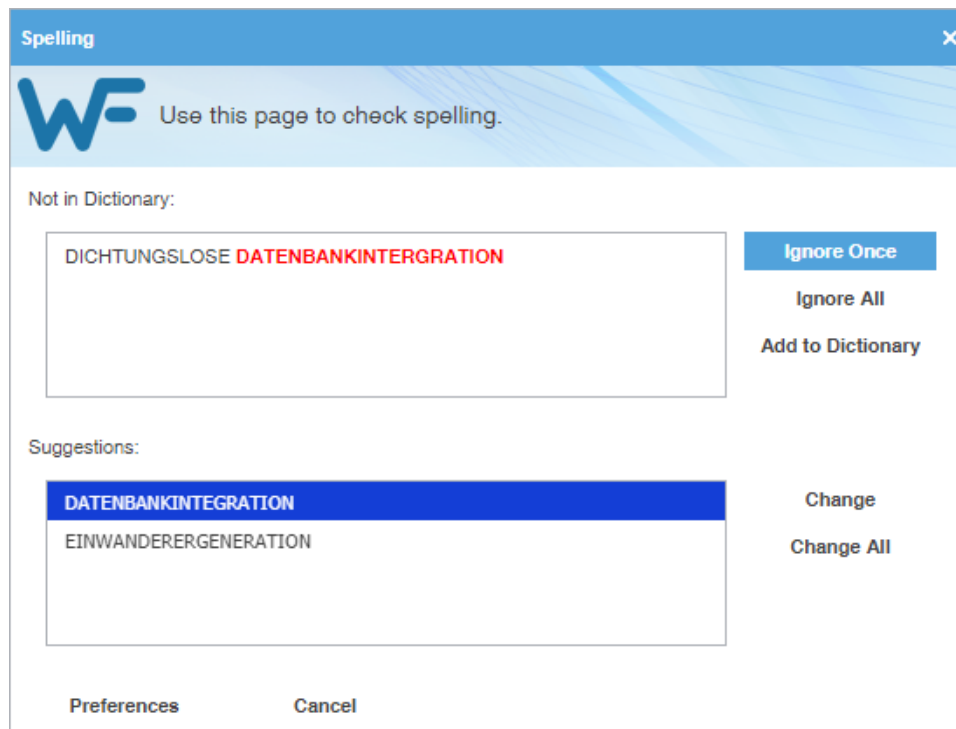 Spelling
WF Use this page to check spelling.
Not in Dictionary:
DICHTUNGSLOSE DATENBANKINTERGRATION
Ignore Once
Ignore All
Add to Dictionary
Suggestions:
DATENBANKINTEGRATION
EINWANDERERGENERATION
Change
Change All
Preferences Cancel